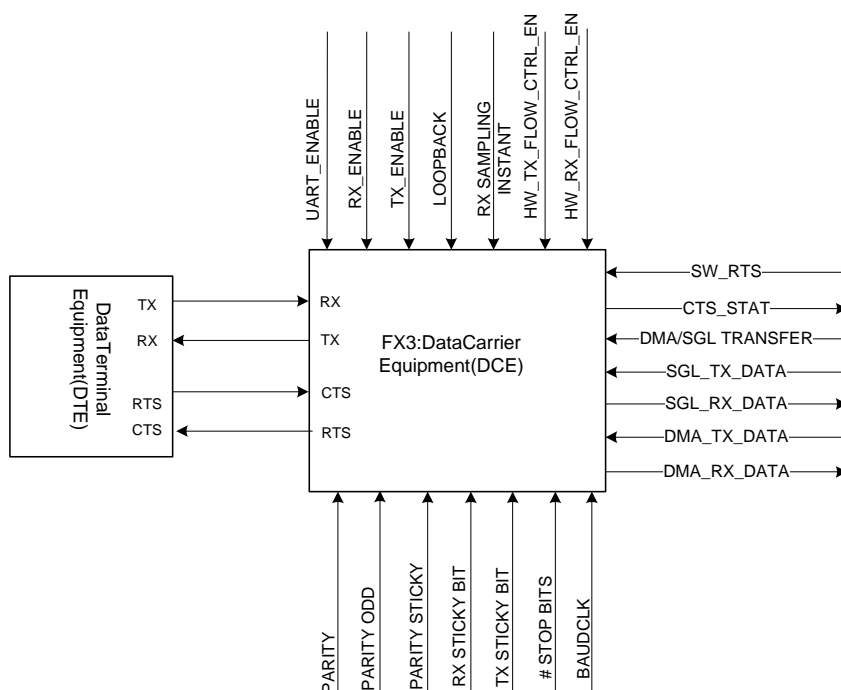 UART_ENABLE
RX_ENABLE
TX_ENABLE
LOOPBACK
RX SAMPLING
INSTANT
HW_TX_FLOW_CTRL_EN
HW_RX_FLOW_CTRL_EN
DataTerminal
Equipment(DTE)
TX
RX
RTS
CTS
RX
TX
CTS
RTS
FX3:DataCarrier
Equipment(DCE)
SW_RTS
CTS_STAT
DMA/SGL TRANSFER
SGL_TX_DATA
SGL_RX_DATA
DMA_TX_DATA
DMA_RX_DATA
PARITY
PARITY ODD
PARITY STICKY
RX STICKY BIT
TX STICKY BIT
# STOP BITS
BAUDCLK